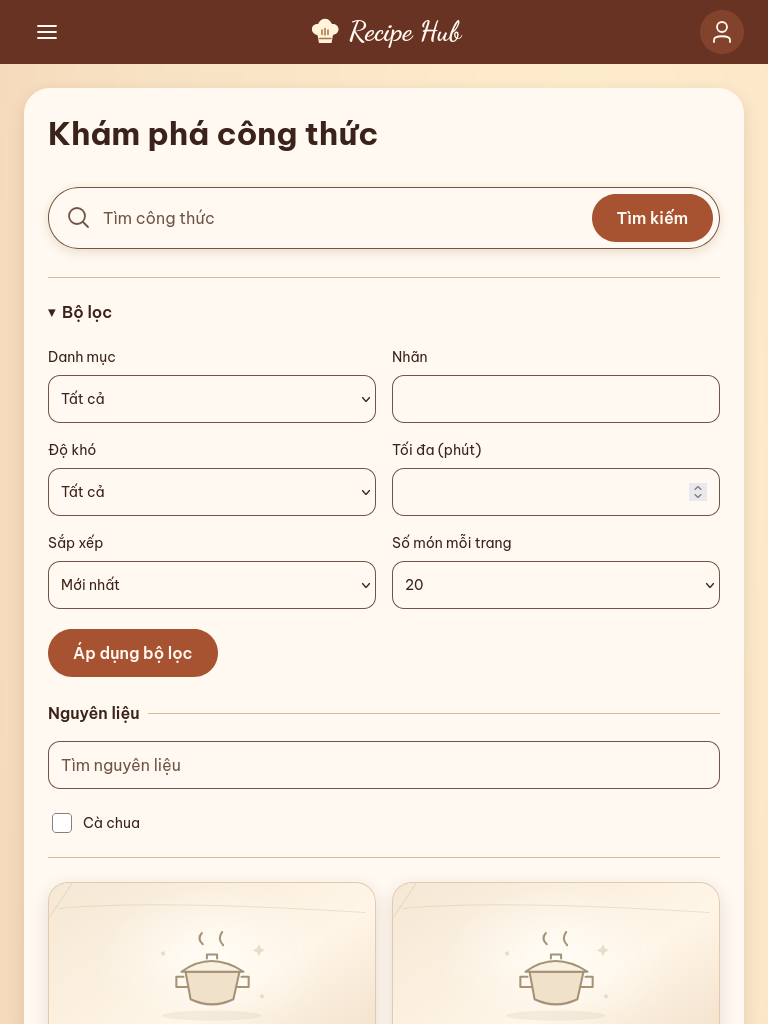 Recipe Hub
Khám phá công thức
Tìm công thức
Tìm kiếm
▾ Bộ lọc
Danh mục
Nhãn
Tất cả
Độ khó
Tối đa (phút)
Tất cả
Sắp xếp
Số món mỗi trang
Mới nhất
20
Áp dụng bộ lọc
Nguyên liệu
Tìm nguyên liệu
Cà chua